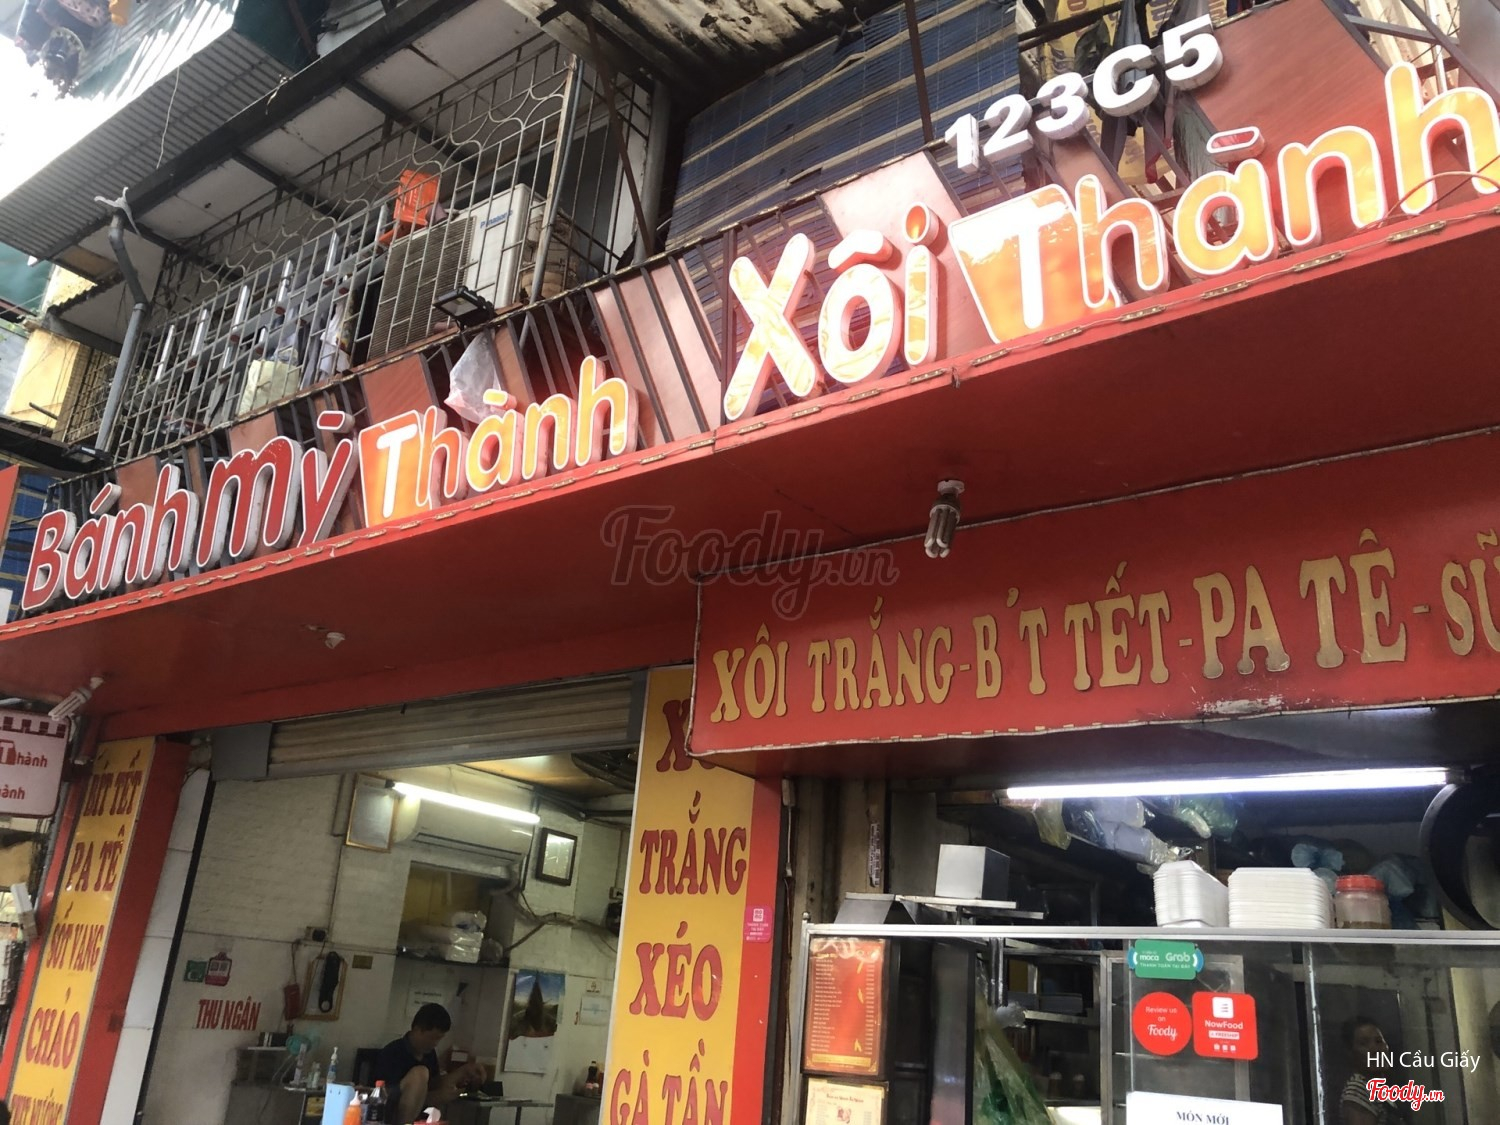 123C5
Bánh Mỳ Thành
Xôi Thành
Panasonic
XÔI TRẮNG-B'T TẾT-PA TÊ-
Thành
BÍT TẾT
PA TÊ
SỐT VANG
CHẢO
TRẮNG
XÉO
GÀ TẦN
THU NGÂN
moca Grab
Review us
on
Foody
NowFood
MÓN MỚI
Foody.vn
HN Cầu Giấy
Foody.vn